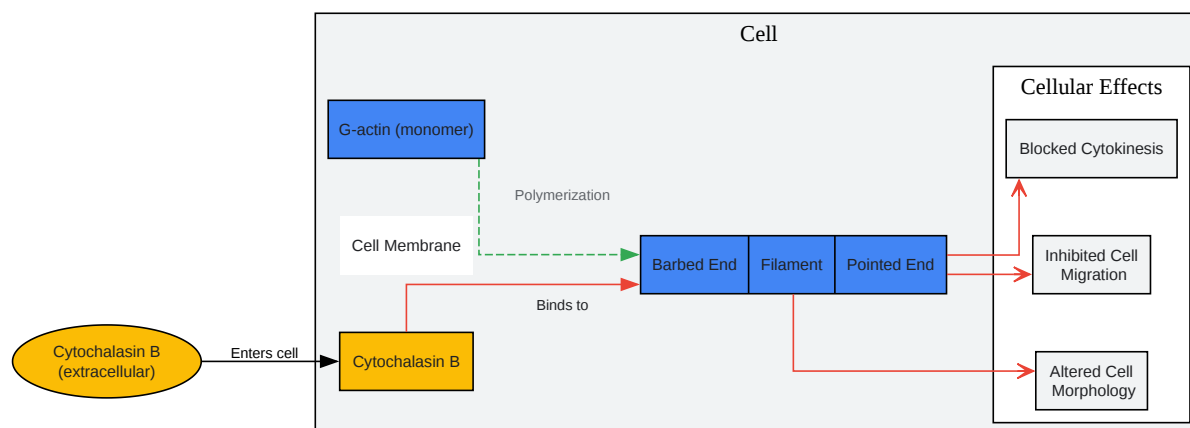 Cell
Cellular Effects
G-actin (monomer)
Blocked Cytokinesis
Polymerization
Cell Membrane
Barbed End
Filament
Pointed End
Inhibited Cell
Migration
Binds to
Cytochalasin B
(extracellular)
Enters cell
Cytochalasin B
Altered Cell
Morphology